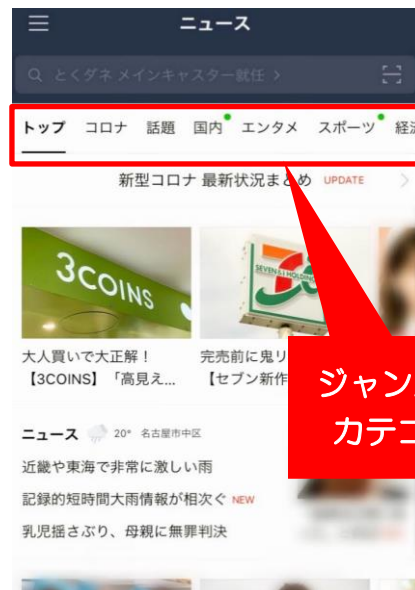 ニュース
とくダネ メインキャスター就任 >
トップ コロナ 話題 国内 エンタメ スポーツ
新型コロナ 最新状況まとめ UPDATE >
3COINS
SEVEN & i HOLDINGS
大人買いで大正解! 完売前に鬼リ
【3COINS】「高見え... 【セブン新作
ジャン
カテゴ
ニュース 20° 名古屋市中区
近畿や東海で非常に激しい雨
記録的短時間大雨情報が相次ぐ NEW
乳児揺さぶり、母親に無罪判決